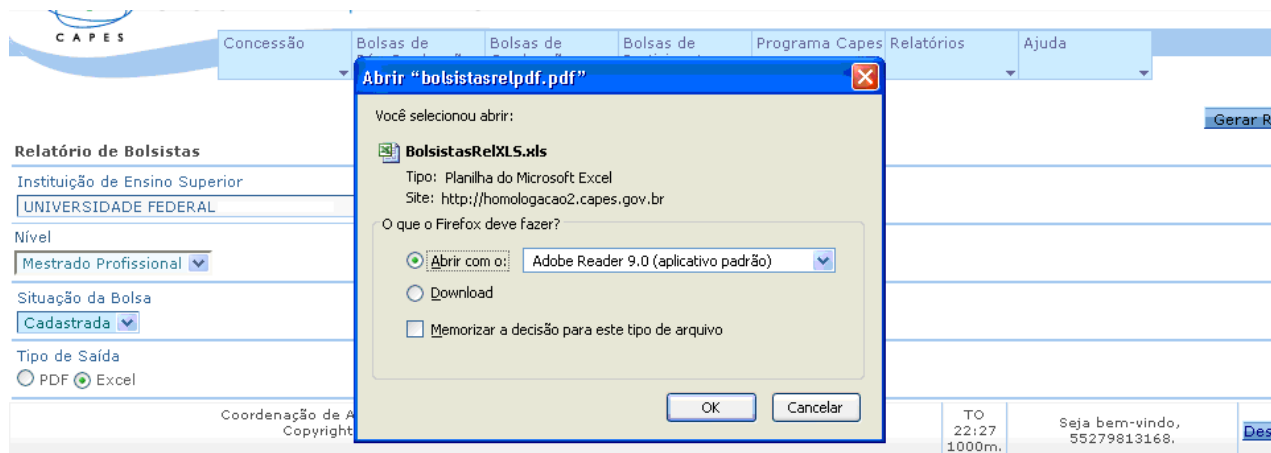 CAPES
Concessão
Bolsas de
Bolsas de
Bolsas de
Programa Capes
Relatórios
Ajuda
Abrir “bolsistasrelpdf.pdf”
Você selecionou abrir:
Gerar R
Relatório de Bolsistas
BolsistasRelXLS.xls
Tipo: Planilha do Microsoft Excel
Instituição de Ensino Superior
Site: http://homologacao2.capes.gov.br
UNIVERSIDADE FEDERAL
O que o Firefox deve fazer?
Nível
Mestrado Profissional
Abrir com o: Adobe Reader 9.0 (aplicativo padrão)
Situação da Bolsa
Download
Cadastrada
Memorizar a decisão para este tipo de arquivo
Tipo de Saída
PDF Excel
OK Cancelar
Coordenação de A
Copyright
TO
22:27
1000m.
Seja bem-vindo,
55279813168.
Des